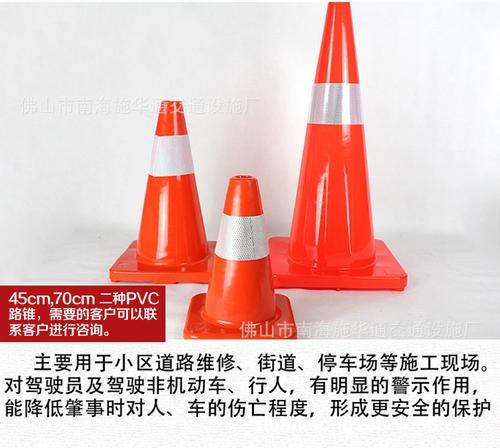 佛山市南海施华通交通设施厂
45cm,70cm 二种PVC
路锥，需要的客户可以联
系客户进行咨询。
佛山市南海施华通交通设施厂
主要用于小区道路维修、街道、停车场等施工现场。
对驾驶员及驾驶非机动车、行人，有明显的警示作用，
能降低肇事时对人、车的伤亡程度，形成更安全的保护